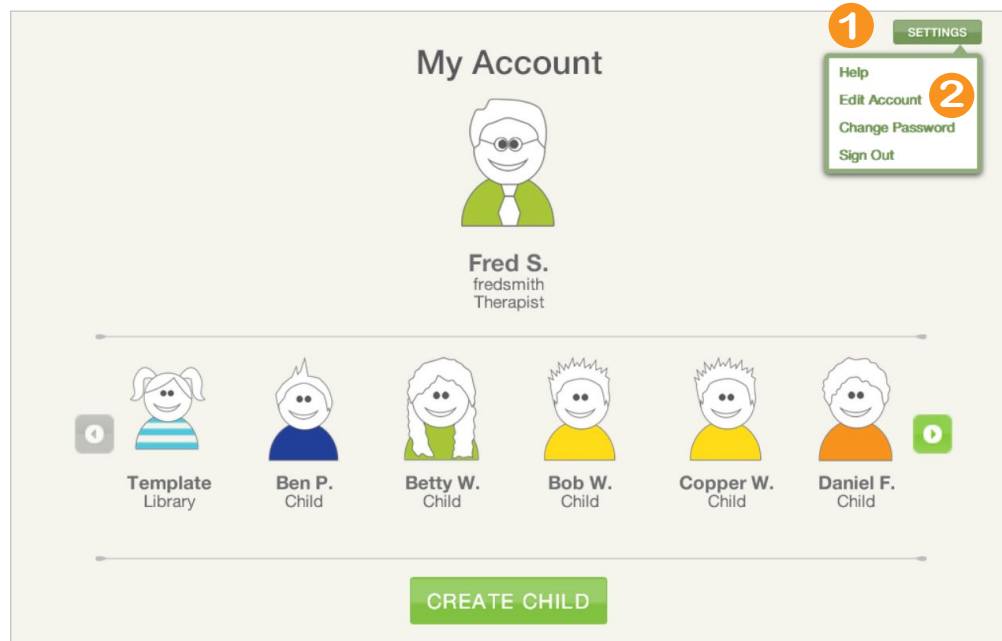 1
SETTINGS
My Account
Help
Edit Account
2
Change Password
Sign Out
Fred S.
fredsmith
Therapist
Template
Library
Ben P.
Child
Betty W.
Child
Bob W.
Child
Copper W.
Child
Daniel F.
Child
CREATE CHILD